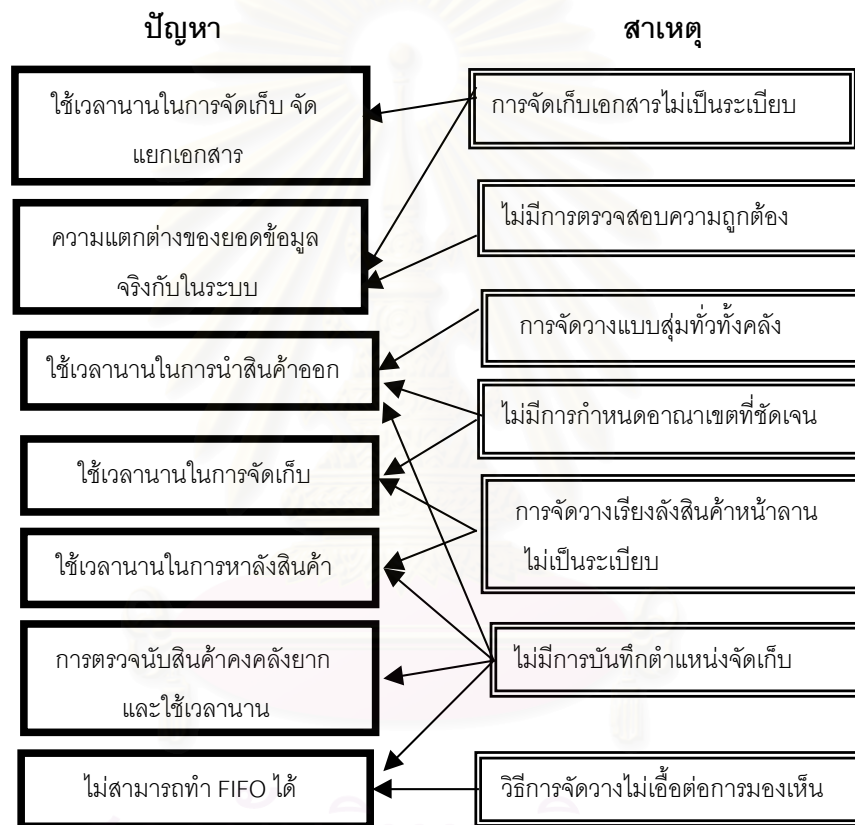 ปัญหา
สาเหตุ
ใช้เวลานานในการจัดเก็บ จัด
แยกเอกสาร
การจัดเก็บเอกสารไม่เป็นระเบียบ
ความแตกต่างของยอดข้อมูล
จริงกับในระบบ
ไม่มีการตรวจสอบความถูกต้อง
ใช้เวลานานในการนำสินค้าออก
การจัดวางแบบสุ่มทั่วทั้งคลัง
ใช้เวลานานในการจัดเก็บ
ไม่มีการกำหนดอาณาเขตที่ชัดเจน
ใช้เวลานานในการหาลังสินค้า
การจัดวางเรียงลังสินค้าหน้าลาน
ไม่เป็นระเบียบ
การตรวจนับสินค้าคงคลังยาก
และใช้เวลานาน
ไม่มีการบันทึกตำแหน่งจัดเก็บ
ไม่สามารถทำ FIFO ได้
วิธีการจัดวางไม่เอื้อต่อการมองเห็น